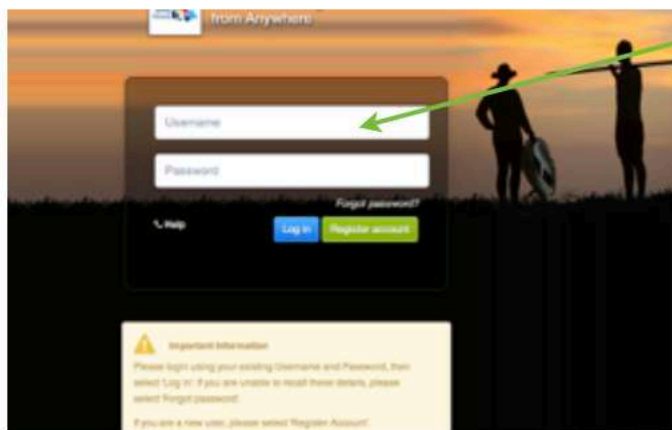 from Anywhere
Username
Password
Forgot password?
Help
Log in
Register account
Important Information
Please login using your existing Username and Password, then
select 'Log in'. If you are unable to recall these details, please
select 'Forgot password'.
If you are a new user, please select 'Register Account'.